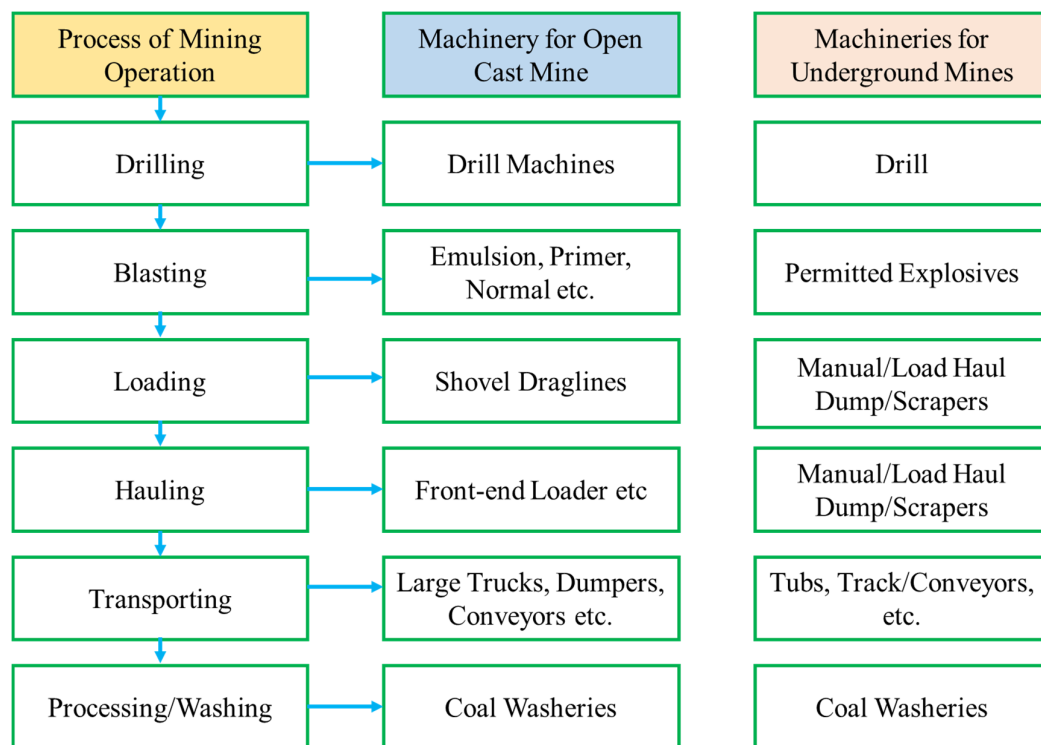 Process of Mining
Operation
Machinery for Open
Cast Mine
Machineries for
Underground Mines
Drilling
Drill Machines
Drill
Blasting
Emulsion, Primer,
Normal etc.
Permitted Explosives
Loading
Shovel Draglines
Manual/Load Haul
Dump/Scrapers
Hauling
Front-end Loader etc
Manual/Load Haul
Dump/Scrapers
Transporting
Large Trucks, Dumpers,
Conveyors etc.
Tubs, Track/Conveyors,
etc.
Processing/Washing
Coal Washeries
Coal Washeries